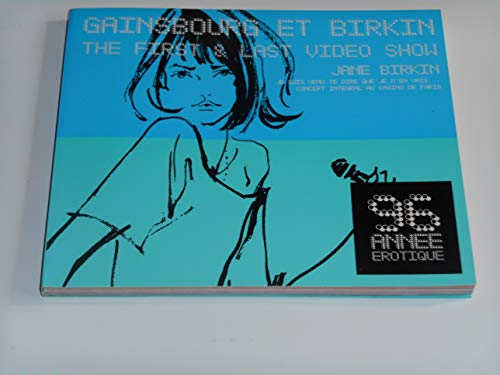 GAINSBOURG ET BIRKIN
THE FIRST & LAST VIDEO SHOW
JANE BIRKIN
JE SUIS VENU TE DIRE QUE JE M'EN VAIS...
CONCERT INTEGRAL AU CASINO DE PARIS
96
ANNEE
EROTIQUE